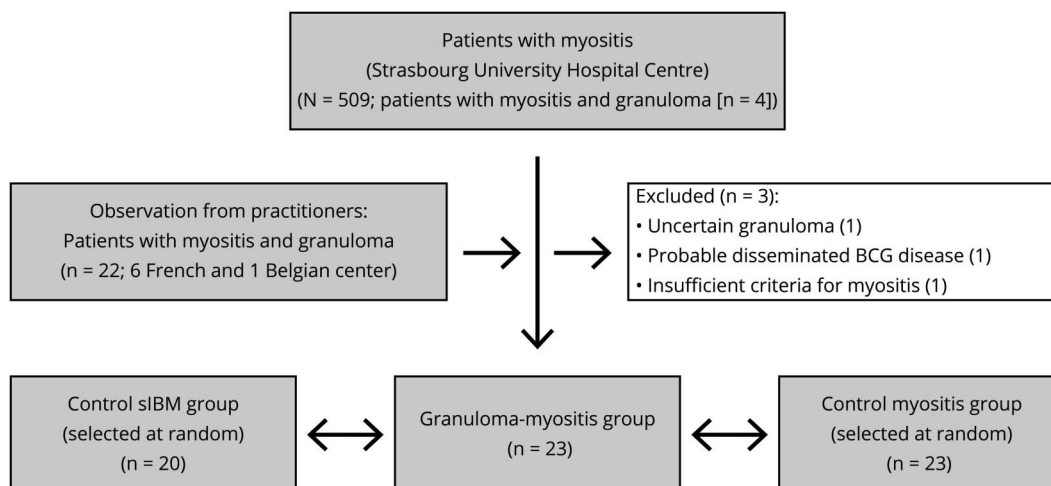 Patients with myositis
(Strasbourg University Hospital Centre)
(N = 509; patients with myositis and granuloma [n = 4])
Observation from practitioners:
Patients with myositis and granuloma
(n = 22; 6 French and 1 Belgian center)
Excluded (n = 3):
• Uncertain granuloma (1)
• Probable disseminated BCG disease (1)
• Insufficient criteria for myositis (1)
Control sIBM group
(selected at random)
(n = 20)
Granuloma-myositis group
(n = 23)
Control myositis group
(selected at random)
(n = 23)